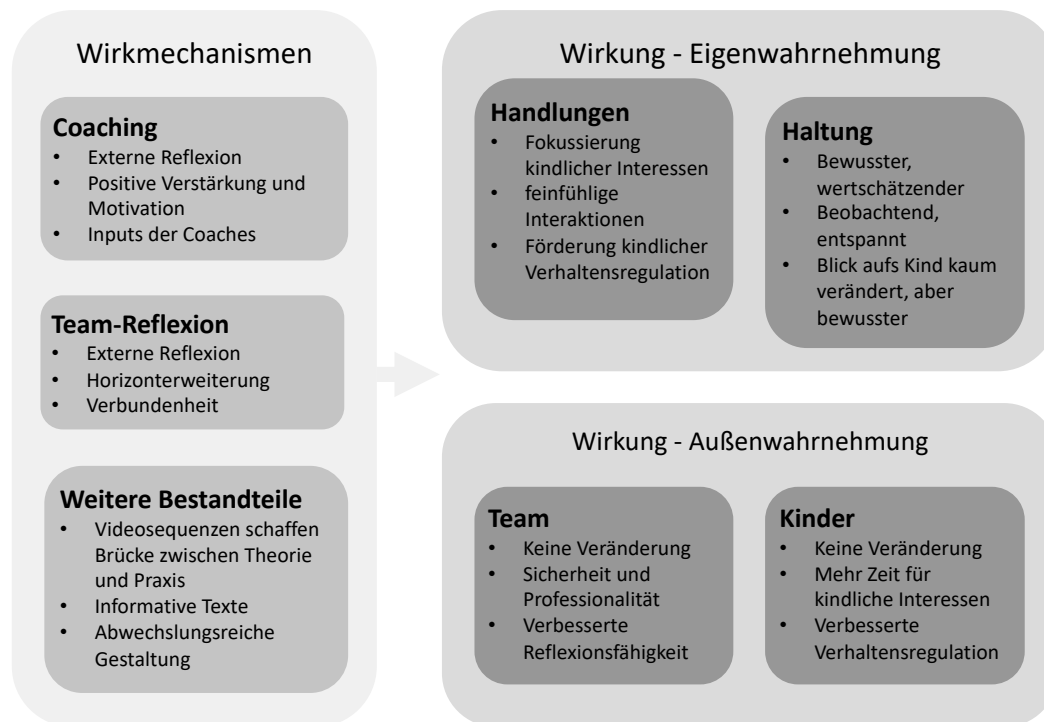 Wirkmechanismen
Coaching
• Externe Reflexion
• Positive Verstärkung und
Motivation
• Inputs der Coaches
Team-Reflexion
• Externe Reflexion
• Horizonterweiterung
• Verbundenheit
Weitere Bestandteile
• Videosequenzen schaffen
Brücke zwischen Theorie
und Praxis
• Informative Texte
• Abwechslungsreiche
Gestaltung
Wirkung - Eigenwahrnehmung
Handlungen
• Fokussierung
kindlicher Interessen
• feinfühlige
Interaktionen
• Förderung kindlicher
Verhaltensregulation
Haltung
• Bewusster,
wertschätzender
• Beobachtend,
entspannt
• Blick aufs Kind kaum
verändert, aber
bewusster
Wirkung - Außenwahrnehmung
Team
• Keine Veränderung
• Sicherheit und
Professionalität
• Verbesserte
Reflexionsfähigkeit
Kinder
• Keine Veränderung
• Mehr Zeit für
kindliche Interessen
• Verbesserte
Verhaltensregulation